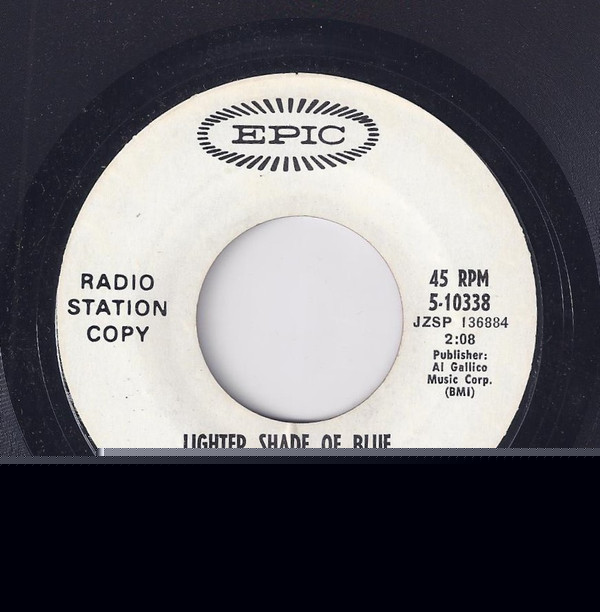 EPIC
RADIO
STATION
COPY
45 RPM
5-10338
JZSP 136884
2:08
Publisher:
Al Gallico
Music Corp.
(BMI)
LIGHTER SHADE OF BLUE